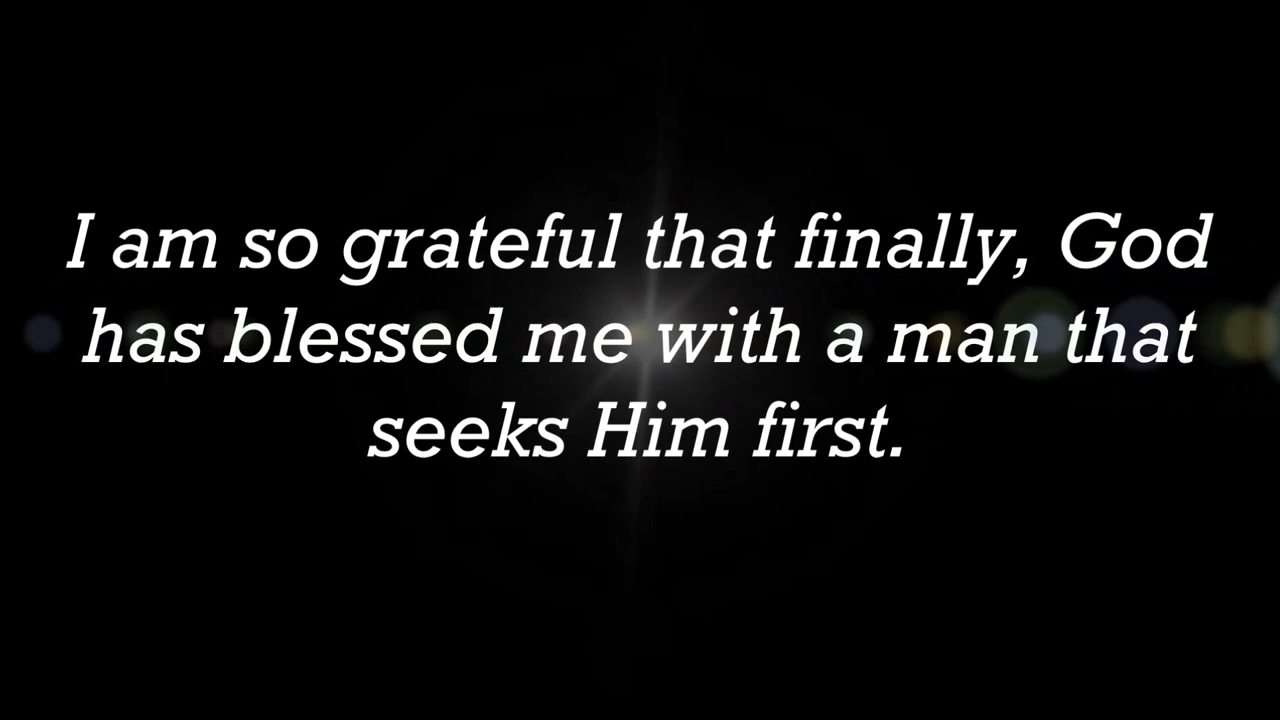 I am so grateful that finally, God
has blessed me with a man that
seeks Him first.